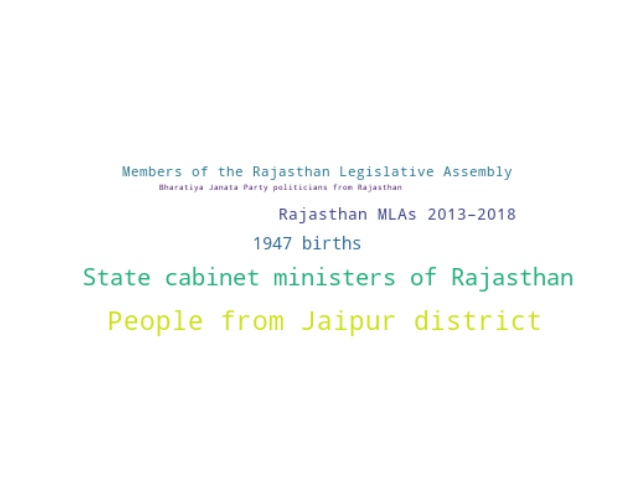 Members of the Rajasthan Legislative Assembly
Bharatiya Janata Party politicians from Rajasthan
Rajasthan MLAs 2013–2018
1947 births
State cabinet ministers of Rajasthan
People from Jaipur district